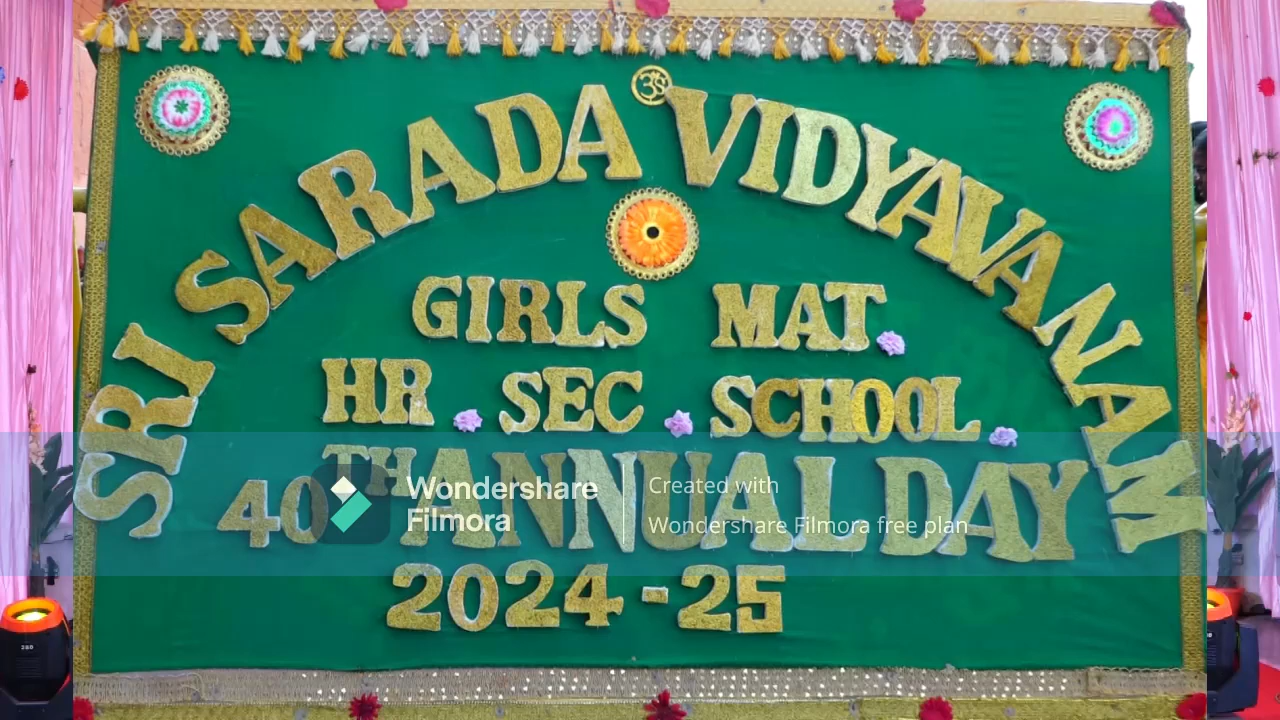 ॐ
SRI SARADA VIDYAVANAM
GIRLS MAT.
HR. SEC. SCHOOL.
40TH ANNUAL DAY
2024-25
Wondershare
Filmora
Created with
Wondershare Filmora free plan